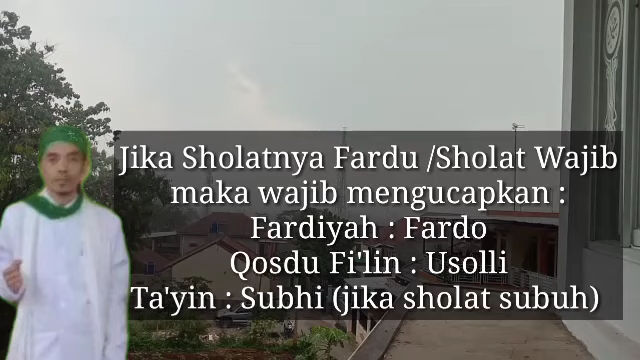 Jika Sholatnya Fardu /Sholat Wajib
maka wajib mengucapkan :
Fardiyah : Fardo
Qosdu Fi'lin : Usolli
Ta'yin : Subhi (jika sholat subuh)